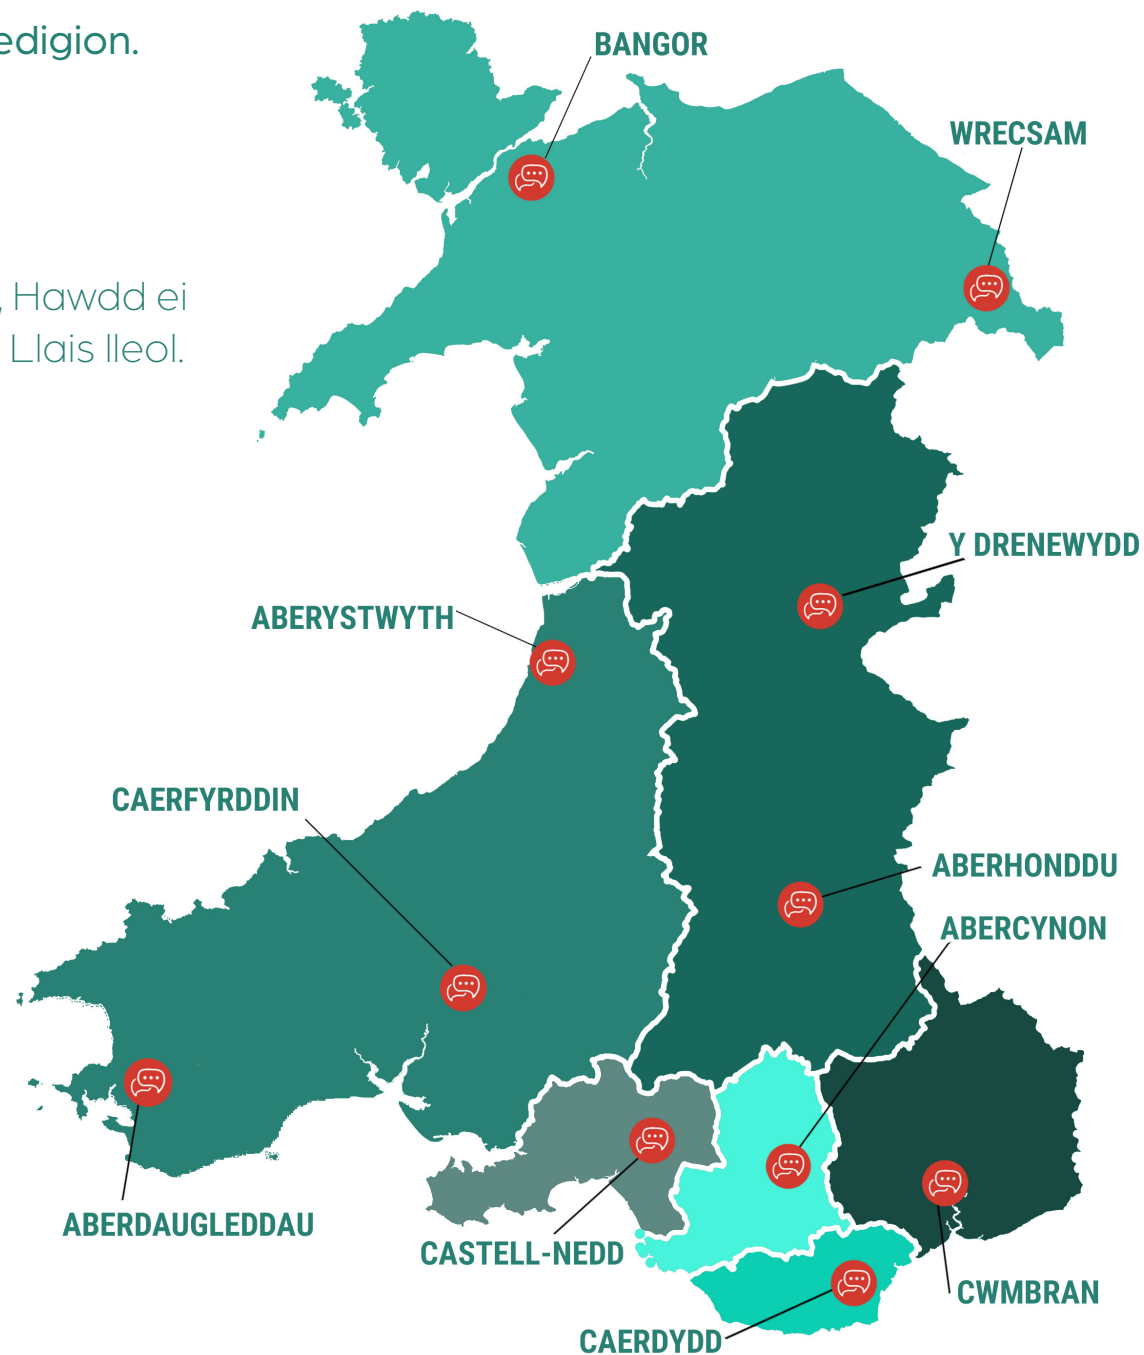 edigion.
BANGOR
WRECSAM
, Hawdd ei
Llais lleol.
Y DRENEWYDD
ABERYSTWYTH
CAERFYRDDIN
ABERHONDDU
ABERCYNON
ABERDAUGLEDDAU
CASTELL-NEDD
CWMBRAN
CAERDYDD